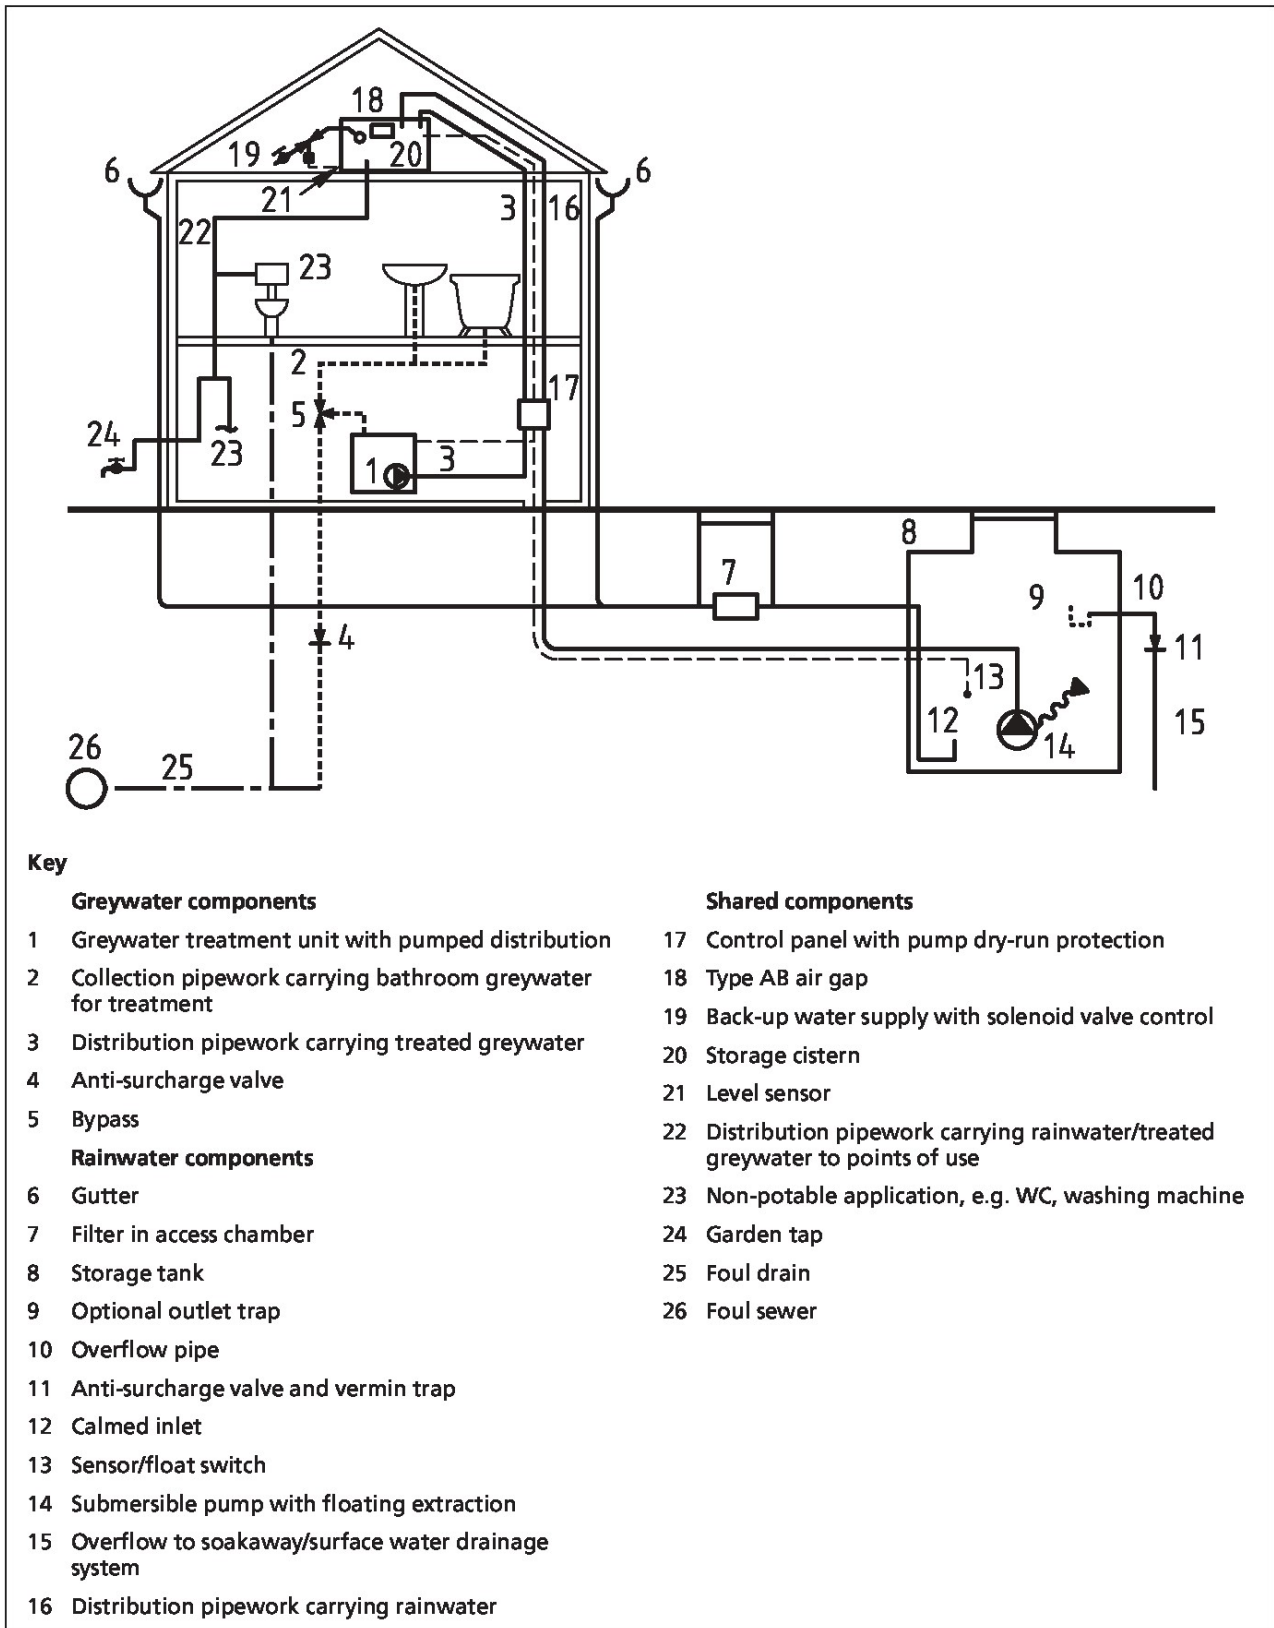 18
19
20
6
6
21
3
16
22
23
2
17
5
24
23
1
3
8
7
9
10
4
11
13
12
14
15
26
25
Key
Greywater components
1 Greywater treatment unit with pumped distribution
2 Collection pipework carrying bathroom greywater
for treatment
3 Distribution pipework carrying treated greywater
4 Anti-surcharge valve
5 Bypass
Rainwater components
6 Gutter
7 Filter in access chamber
8 Storage tank
9 Optional outlet trap
10 Overflow pipe
11 Anti-surcharge valve and vermin trap
12 Calmed inlet
13 Sensor/float switch
14 Submersible pump with floating extraction
15 Overflow to soakaway/surface water drainage
system
16 Distribution pipework carrying rainwater
Shared components
17 Control panel with pump dry-run protection
18 Type AB air gap
19 Back-up water supply with solenoid valve control
20 Storage cistern
21 Level sensor
22 Distribution pipework carrying rainwater/treated
greywater to points of use
23 Non-potable application, e.g. WC, washing machine
24 Garden tap
25 Foul drain
26 Foul sewer